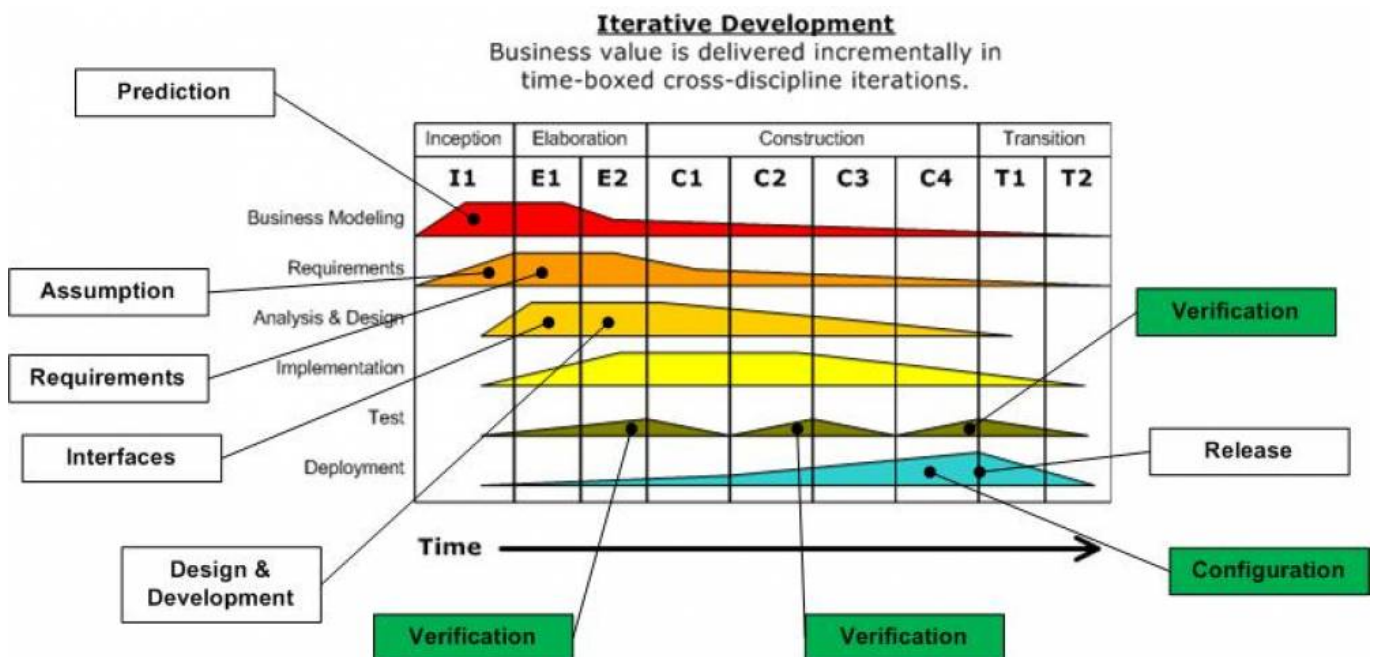 Iterative Development
Business value is delivered incrementally in
time-boxed cross-discipline iterations.
Prediction
Inception Elaboration Construction Transition
I1 E1 E2 C1 C2 C3 C4 T1 T2
Business Modeling
Requirements
Assumption
Analysis & Design
Verification
Implementation
Requirements
Test
Interfaces
Release
Deployment
Time
Design &
Development
Configuration
Verification
Verification